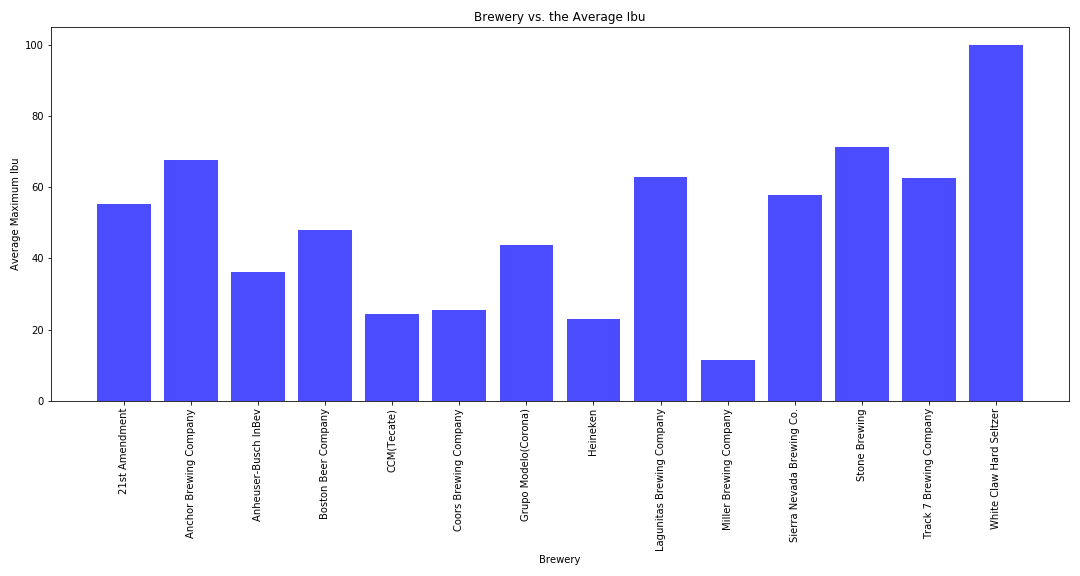 Brewery vs. the Average Ibu
Average Maximum Ibu
100
80
60
40
20
0
21st Amendment
Anchor Brewing Company
Anheuser-Busch InBev
Boston Beer Company
CCM(Tecate)
Coors Brewing Company
Grupo Modelo(Corona)
Heineken
Lagunitas Brewing Company
Miller Brewing Company
Sierra Nevada Brewing Co.
Stone Brewing
Track 7 Brewing Company
White Claw Hard Seltzer
Brewery